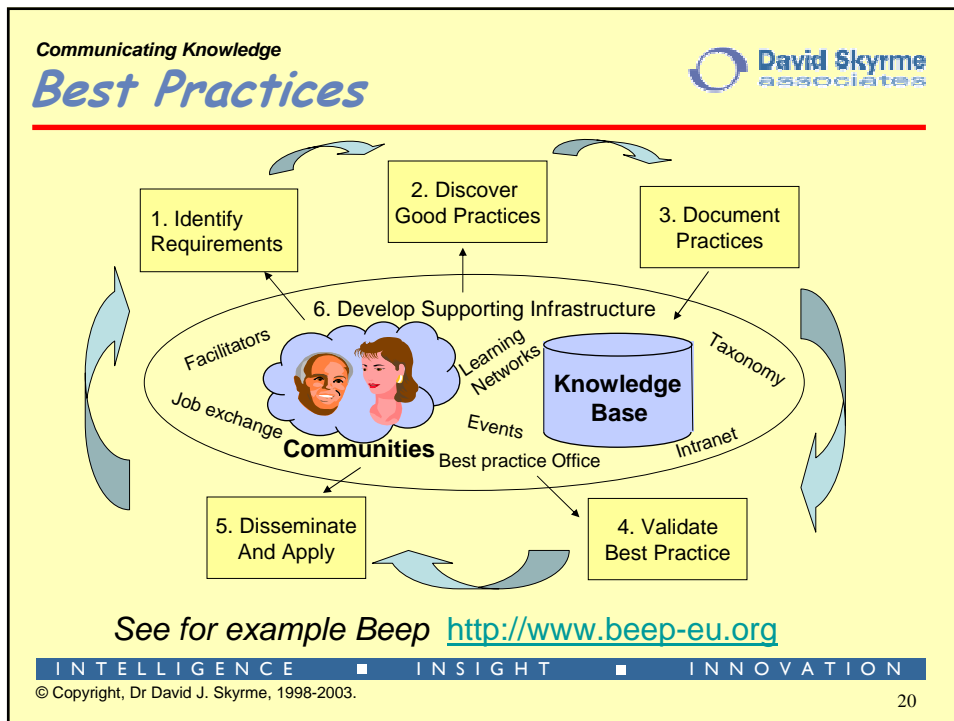 Communicating Knowledge
Best Practices
David Skyrme
associates
1. Identify
Requirements
2. Discover
Good Practices
3. Document
Practices
6. Develop Supporting Infrastructure
Facilitators
Learning
Networks
Taxonomy
Knowledge
Base
Job exchange
Events
Intranet
Communities
Best practice Office
5. Disseminate
And Apply
4. Validate
Best Practice
See for example Beep http://www.beep-eu.org
INTELLIGENCE ■ INSIGHT ■ INNOVATION
© Copyright, Dr David J. Skyrme, 1998-2003.
20